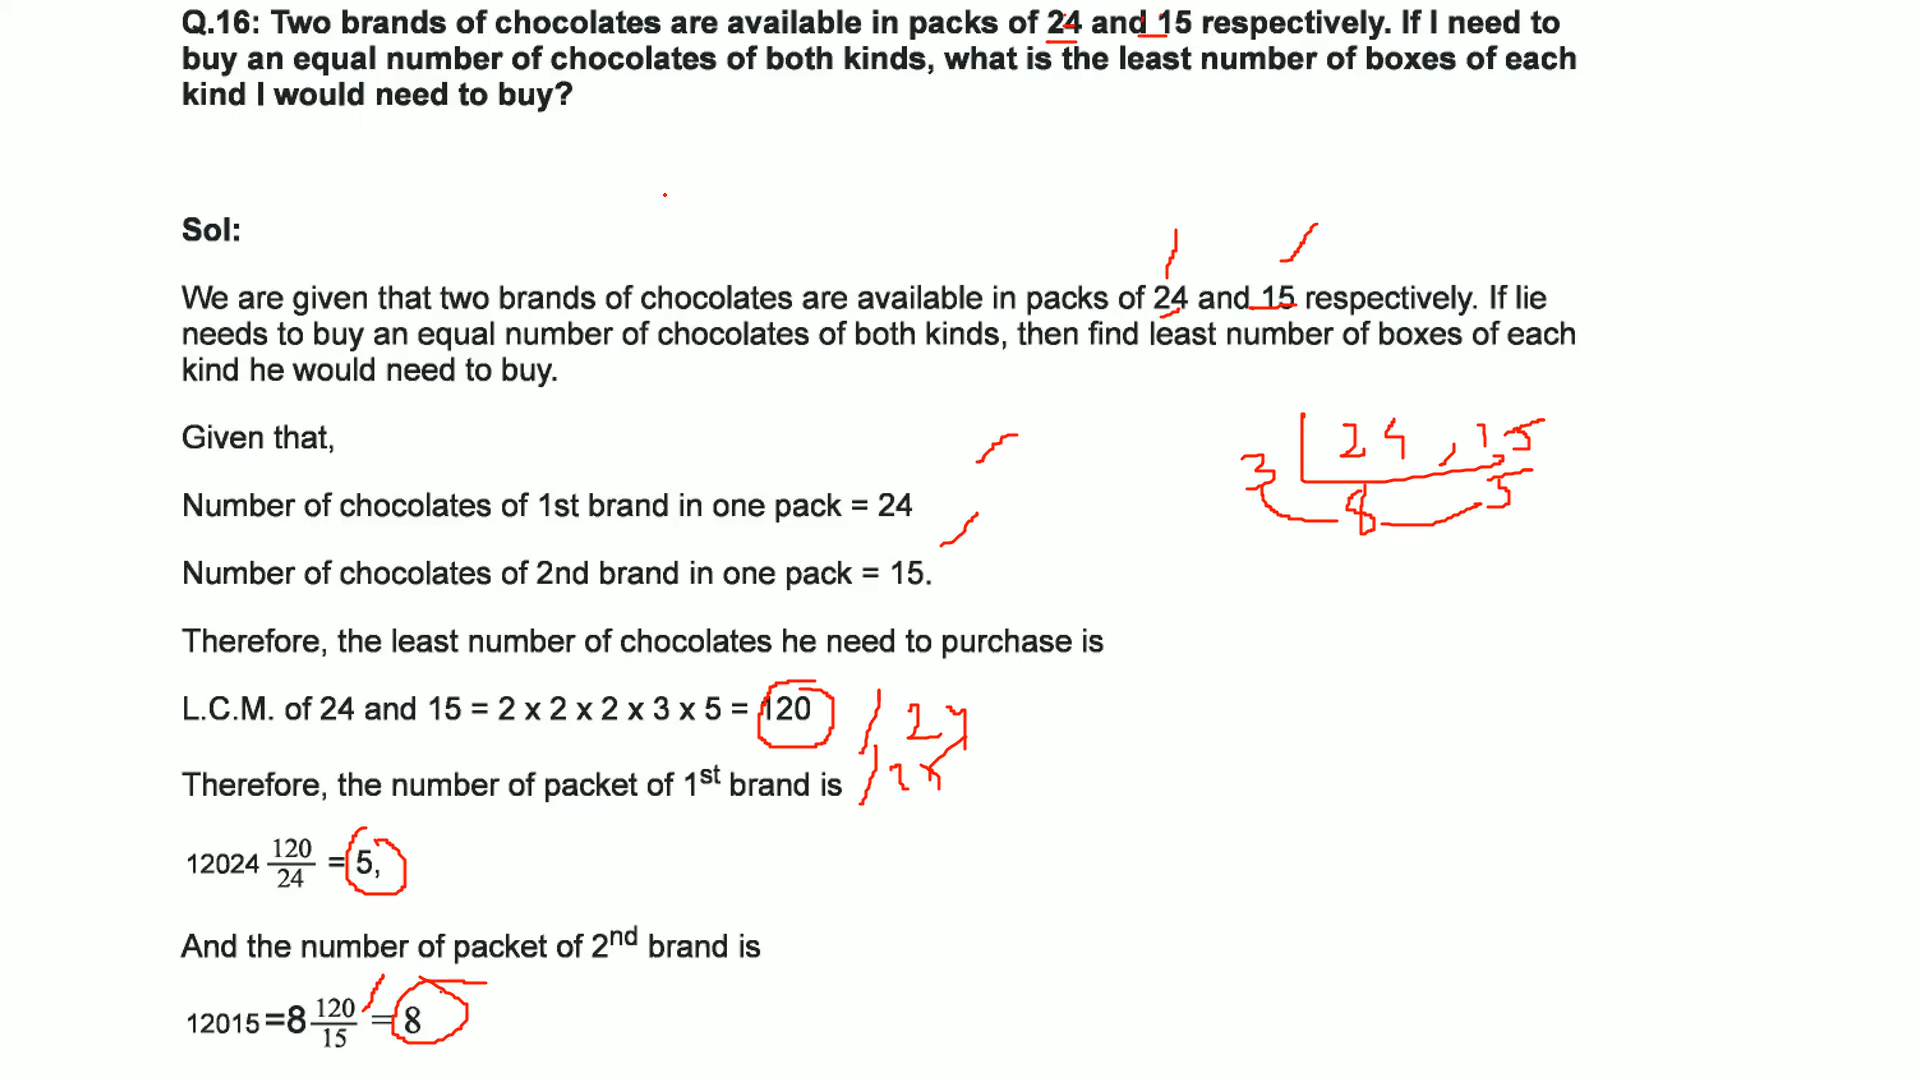 Q.16: Two brands of chocolates are available in packs of 24 and 15 respectively. If I need to
buy an equal number of chocolates of both kinds, what is the least number of boxes of each
kind I would need to buy?
Sol:
We are given that two brands of chocolates are available in packs of 24 and 15 respectively. If lie
needs to buy an equal number of chocolates of both kinds, then find least number of boxes of each
kind he would need to buy.
Given that,
24 , 15
3
8 5
Number of chocolates of 1st brand in one pack = 24
Number of chocolates of 2nd brand in one pack = 15.
Therefore, the least number of chocolates he need to purchase is
L.C.M. of 24 and 15 = 2 x 2 x 2 x 3 x 5 = 120
Therefore, the number of packet of 1st brand is
12024 120/24 = 5,
And the number of packet of 2nd brand is
12015 =8 120/15 = 8